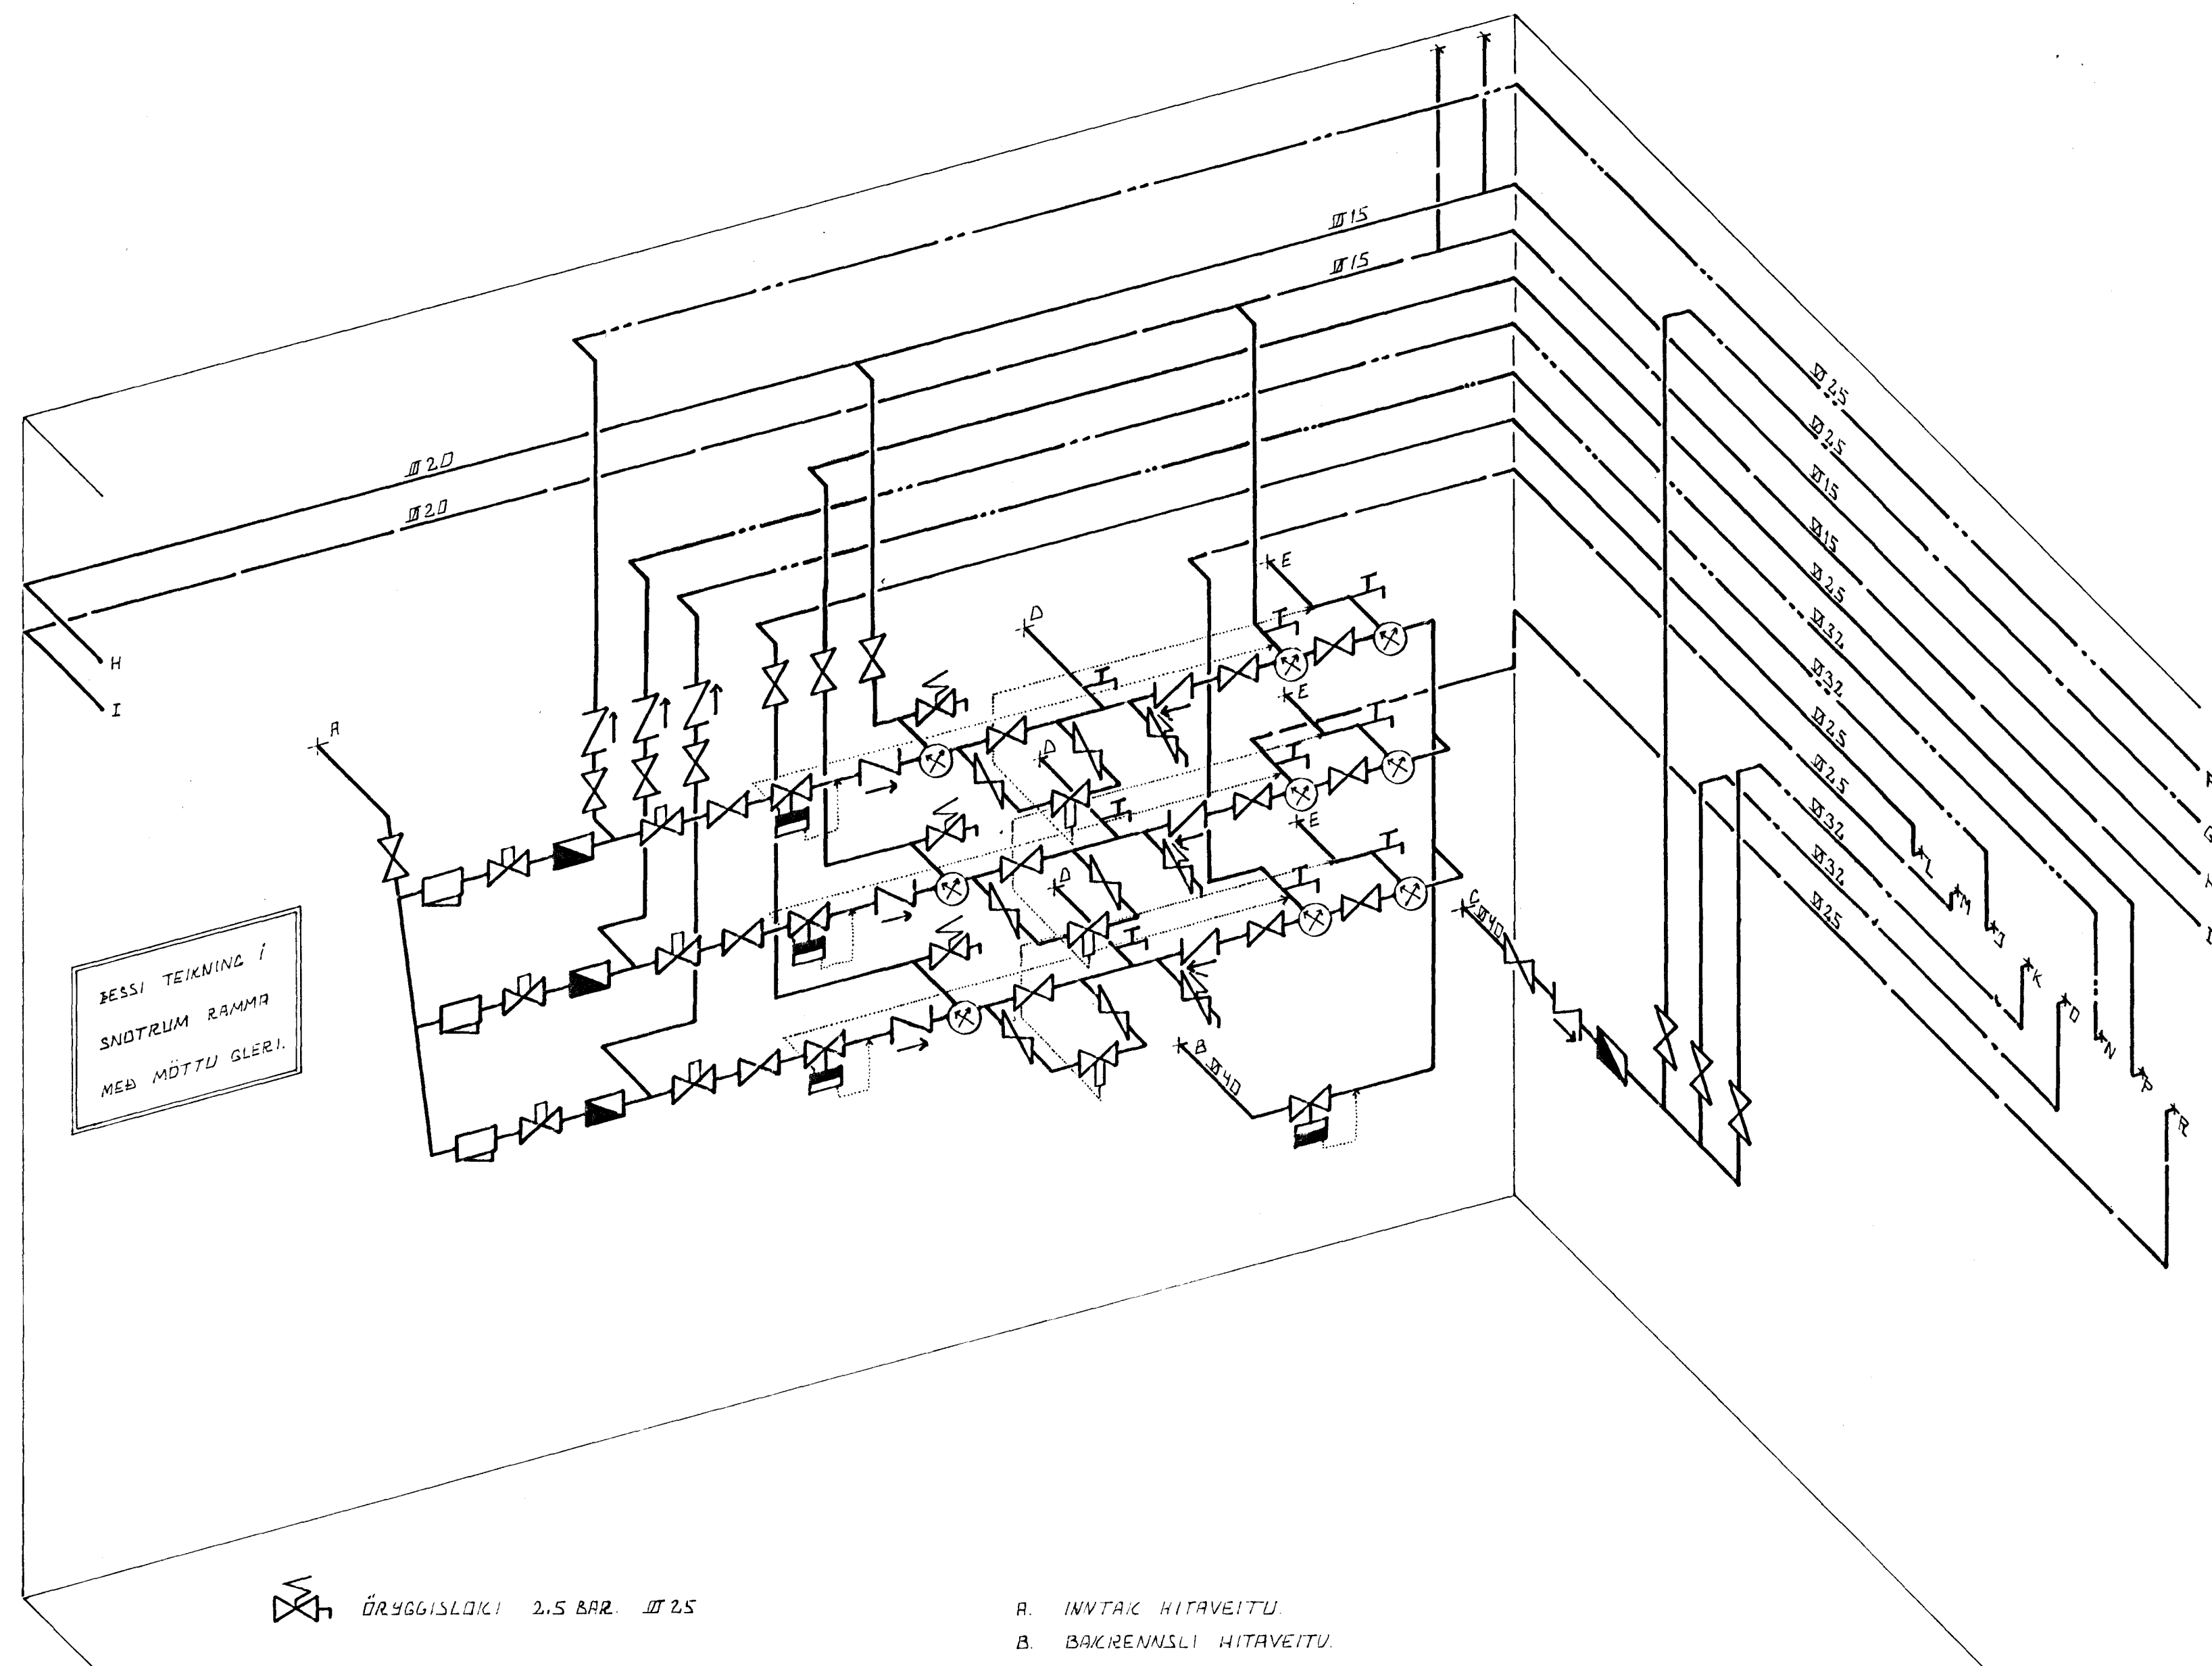 Ø15
Ø15
Ø20
Ø20
Ø25
Ø25
Ø15
Ø15
Ø25
Ø32
Ø32
Ø25
Ø25
Ø32
Ø32
Ø25
H
I
A
D
D
D
E
E
E
C Ø40
B Ø40
L
M
J
K
O
N
P
R
ÞESSI TEIKNING Í
SNOTRUM RAMMA
MEÐ MÖTTU GLERI.
ÖRYGGISLOKI 2,5 BAR. Ø25
A. INNTAK HITAVEITU.
B. BAKRENNSLI HITAVEITU.